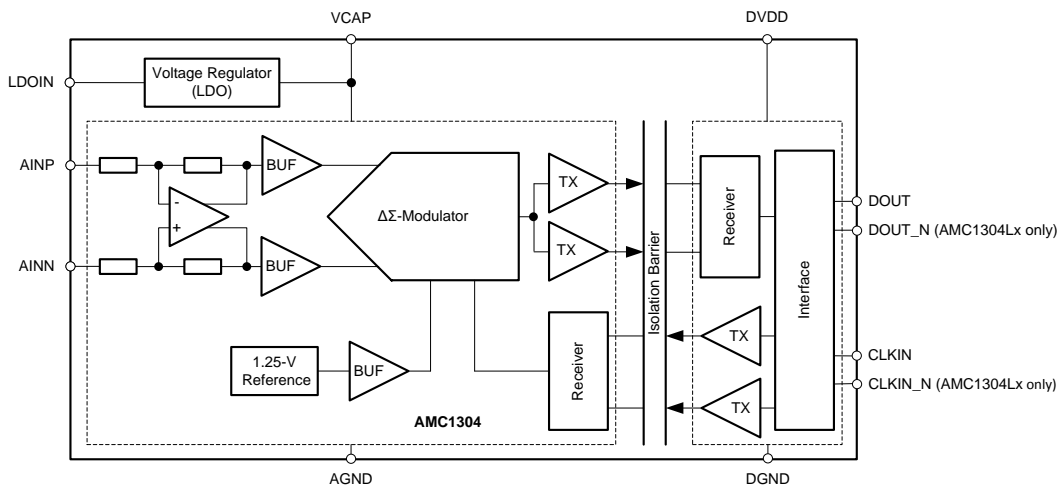 VCAP
DVDD
LDOIN
Voltage Regulator
(LDO)
AINP
BUF
-
+
AINN
BUF
ΔΣ-Modulator
TX
TX
Isolation Barrier
Receiver
Interface
DOUT
DOUT_N (AMC1304Lx only)
TX
TX
CLKIN
CLKIN_N (AMC1304Lx only)
1.25-V
Reference
BUF
Receiver
AMC1304
AGND
DGND